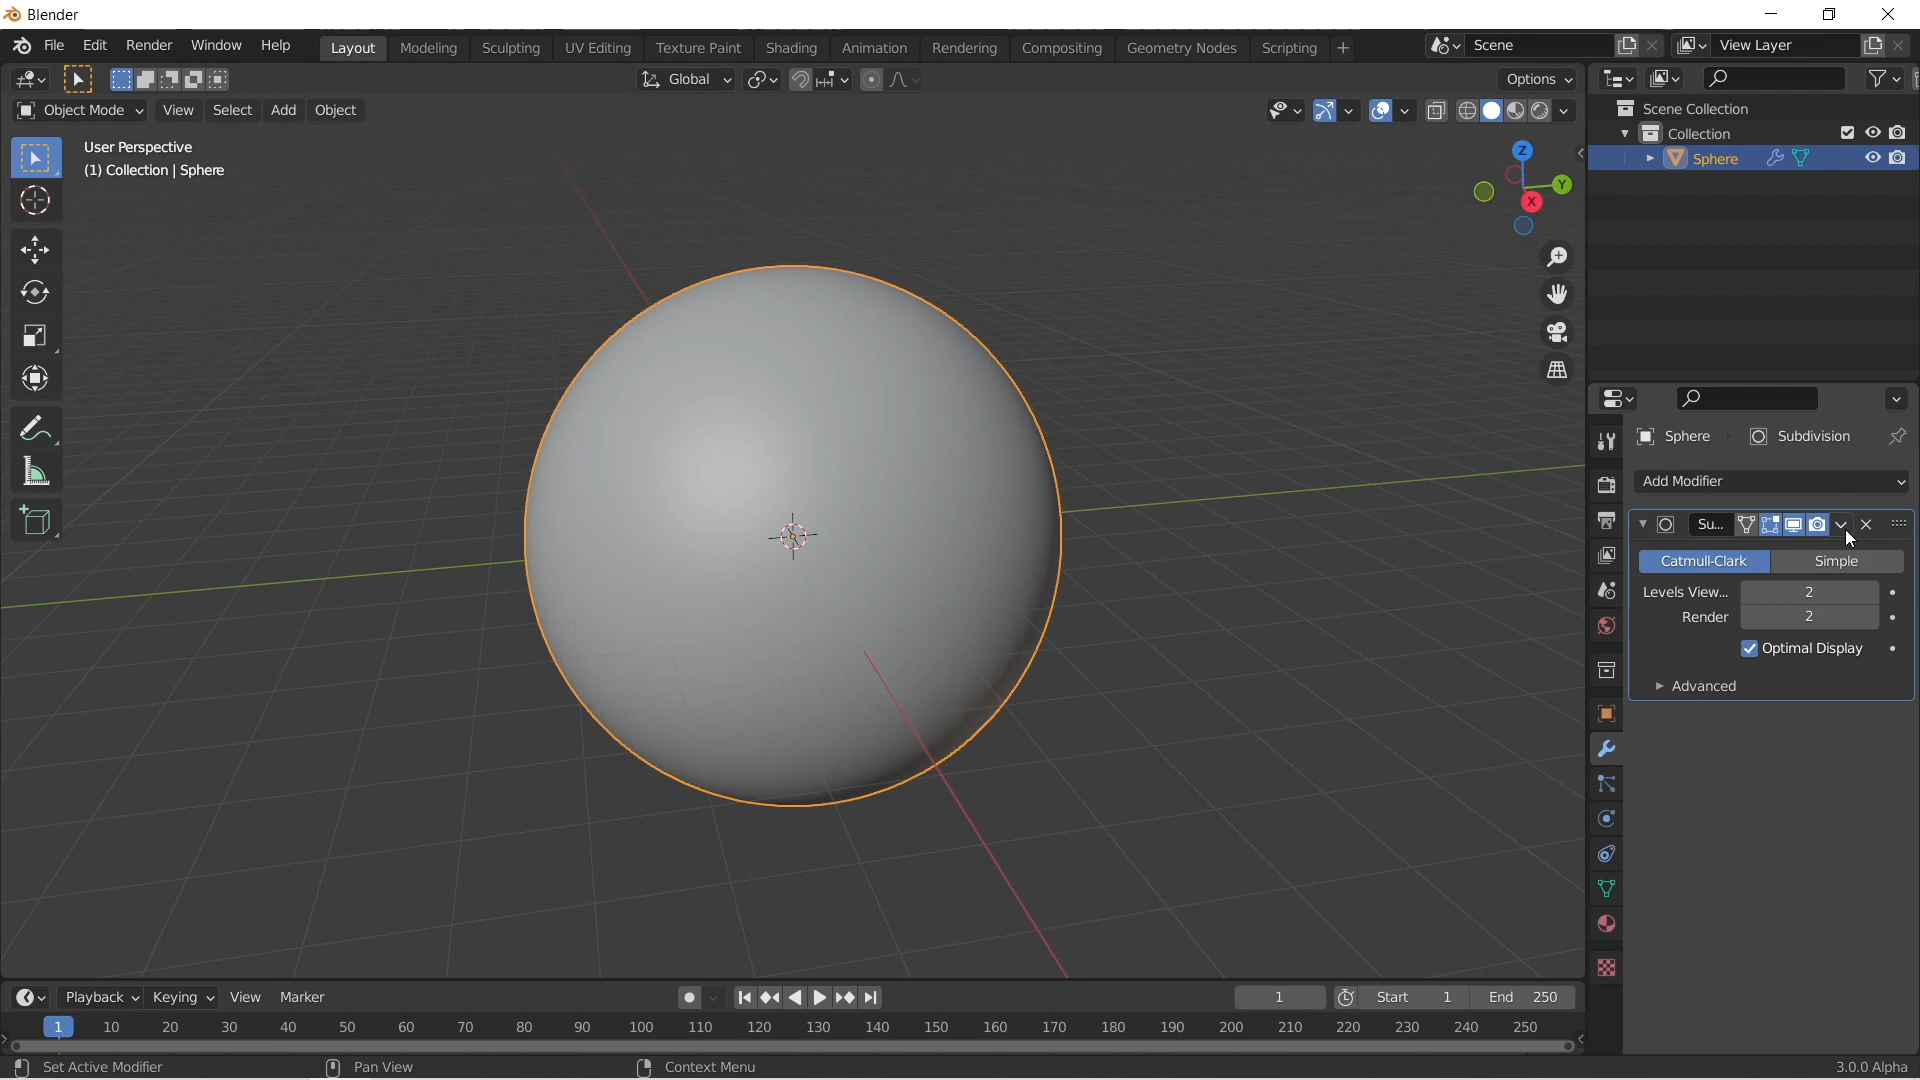 Blender
File Edit Render Window Help Layout Modeling Sculpting UV Editing Texture Paint Shading Animation Rendering Compositing Geometry Nodes Scripting + Scene View Layer
Global Options
Object Mode View Select Add Object
User Perspective
(1) Collection | Sphere
Z
Y
X
Scene Collection
Collection
Sphere
Sphere Subdivision
Add Modifier
Su...
Catmull-Clark Simple
Levels View... 2
Render 2
Optimal Display
Advanced
Playback Keying View Marker 1 Start 1 End 250
1 10 20 30 40 50 60 70 80 90 100 110 120 130 140 150 160 170 180 190 200 210 220 230 240 250
Set Active Modifier Pan View Context Menu 3.0.0 Alpha